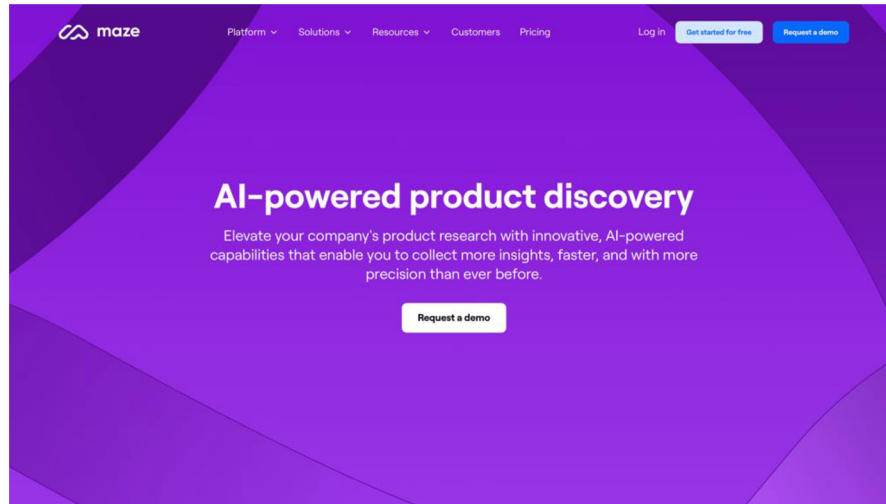 maze
Platform
Solutions
Resources
Customers
Pricing
Log in
Get started for free
Request a demo
AI-powered product discovery
Elevate your company's product research with innovative, AI-powered
capabilities that enable you to collect more insights, faster, and with more
precision than ever before.
Request a demo